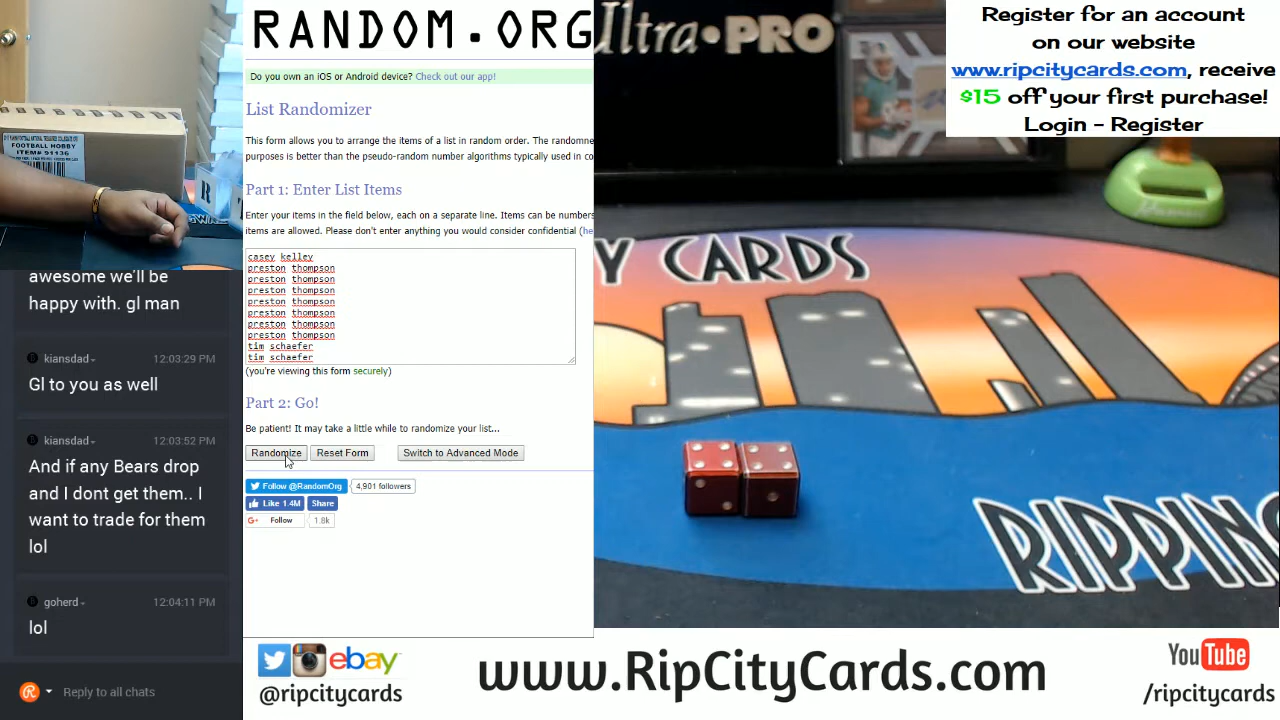 RANDOM.ORG
Do you own an iOS or Android device? Check out our app!
List Randomizer
This form allows you to arrange the items of a list in random order. The randomne
purposes is better than the pseudo-random number algorithms typically used in co
Part 1: Enter List Items
Enter your items in the field below, each on a separate line. Items can be numbers
items are allowed. Please don't enter anything you would consider confidential (he
casey kelley
preston thompson
preston thompson
preston thompson
preston thompson
preston thompson
preston thompson
preston thompson
tim schaefer
tim schaefer
(you're viewing this form securely)
Part 2: Go!
Be patient! It may take a little while to randomize your list...
Randomize Reset Form Switch to Advanced Mode
Follow @RandomOrg 4,901 followers
Like 1.4M Share
G+ Follow 1.8k
FOOTBALL HOBBY
ITEM# 91136
R
awesome we'll be
happy with. gl man
kiansdad 12:03:29 PM
Gl to you as well
kiansdad 12:03:52 PM
And if any Bears drop
and I dont get them.. I
want to trade for them
lol
goherd 12:04:11 PM
lol
Reply to all chats
Ultra•PRO
Register for an account
on our website
www.ripcitycards.com, receive
$15 off your first purchase!
Login - Register
Y CARDS
RIPPING
ebay
@ripcitycards
www.RipCityCards.com
YouTube
/ripcitycards